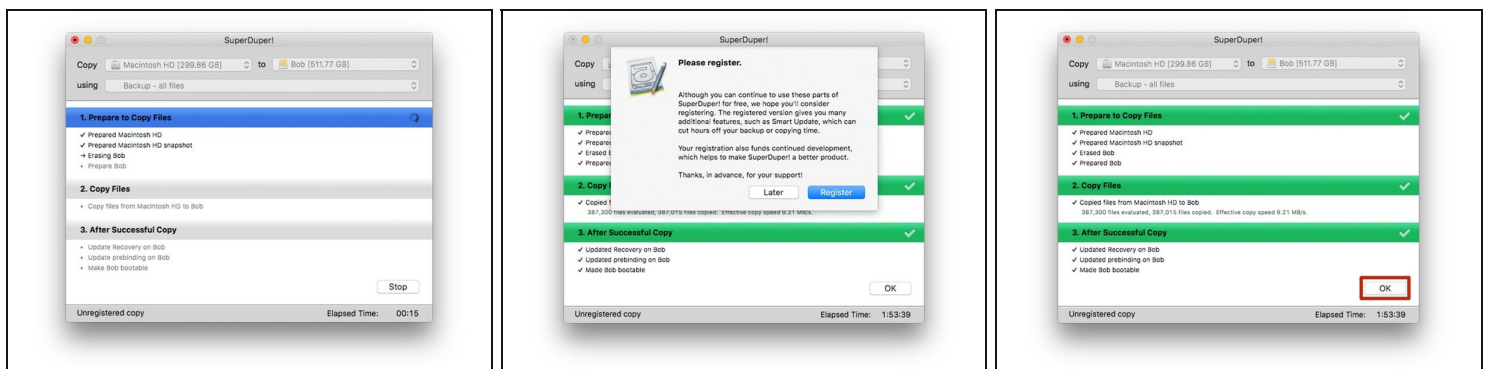 SuperDuper!
Copy Macintosh HD [299.86 GB] to Bob [511.77 GB]
using Backup - all files
1. Prepare to Copy Files
✓ Prepared Macintosh HD
✓ Prepared Macintosh HD snapshot
→ Erasing Bob
• Prepare Bob
2. Copy Files
• Copy files from Macintosh HD to Bob
3. After Successful Copy
• Update Recovery on Bob
• Update prebinding on Bob
• Make Bob bootable
Stop
Unregistered copy Elapsed Time: 00:15
SuperDuper!
Copy
using
Please register.
Although you can continue to use these parts of
SuperDuper! for free, we hope you'll consider
registering. The registered version gives you many
additional features, such as Smart Update, which can
cut hours off your backup or copying time.
Your registration also funds continued development,
which helps to make SuperDuper! a better product.
Thanks, in advance, for your support!
Later Register
1. Prepar
✓ Prepare
✓ Prepare
✓ Erased B
✓ Prepare
2. Copy F
✓ Copied f
387,300 files evaluated, 387,015 files copied. Effective copy speed 9.21 MB/s.
3. After Successful Copy
✓ Updated Recovery on Bob
✓ Updated prebinding on Bob
✓ Made Bob bootable
OK
Unregistered copy Elapsed Time: 1:53:39
SuperDuper!
Copy Macintosh HD [299.86 GB] to Bob [511.77 GB]
using Backup - all files
1. Prepare to Copy Files
✓ Prepared Macintosh HD
✓ Prepared Macintosh HD snapshot
✓ Erased Bob
✓ Prepared Bob
2. Copy Files
✓ Copied files from Macintosh HD to Bob
387,300 files evaluated, 387,015 files copied. Effective copy speed 9.21 MB/s.
3. After Successful Copy
✓ Updated Recovery on Bob
✓ Updated prebinding on Bob
✓ Made Bob bootable
OK
Unregistered copy Elapsed Time: 1:53:39